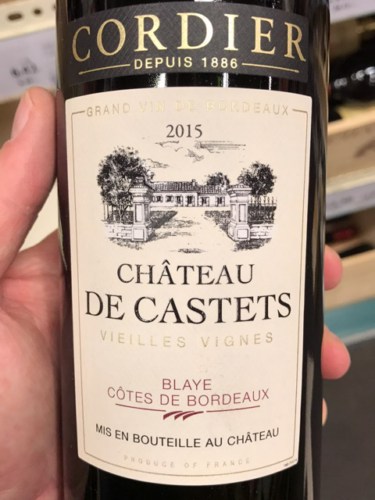 CORDIER
DEPUIS 1886
GRAND VIN DE BORDEAUX
2015
CHÂTEAU
DE CASTETS
VIEILLES VIGNES
BLAYE
CÔTES DE BORDEAUX
MIS EN BOUTEILLE AU CHÂTEAU
PRODUCE OF FRANCE